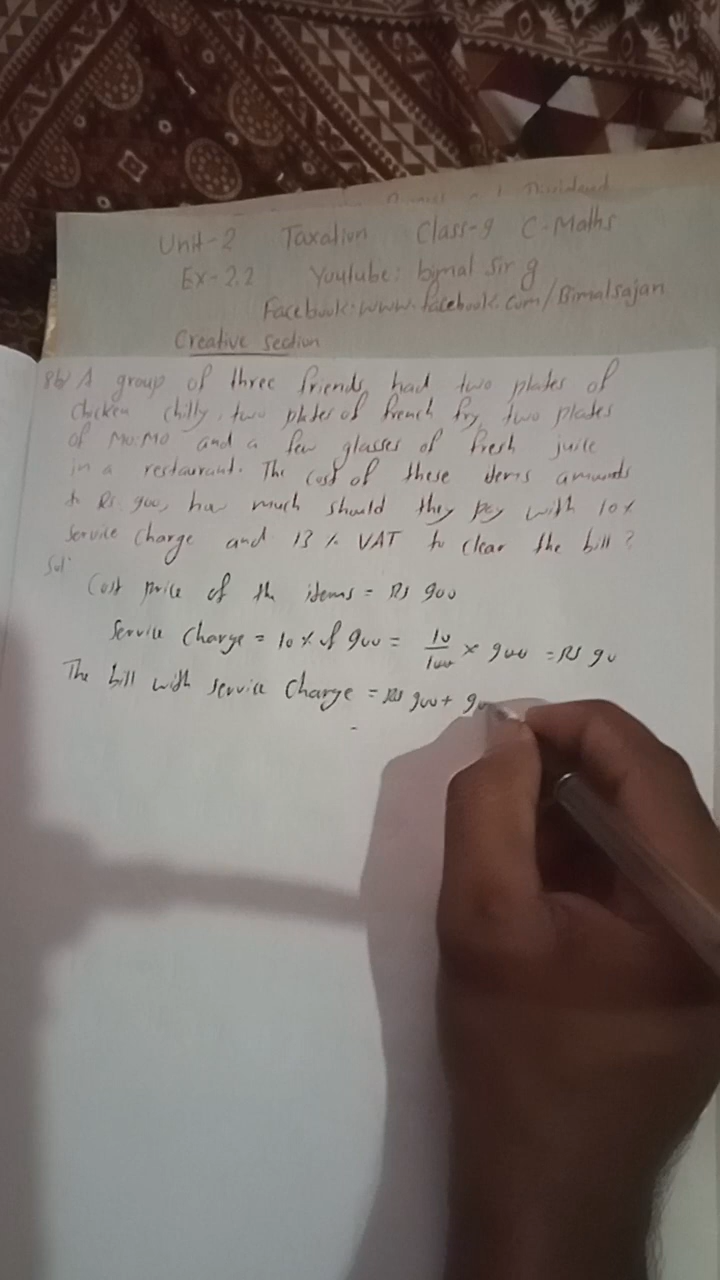 Unit-2 Taxation Class-9 C-Maths
Ex-2.2 Youtube: bimal sir g
Facebook: www.facebook.com/Bimalsajan
Creative section
8b) A group of three friends had two plates of
chicken chilly, two plates of french fry, two plates
of MO:MO and a few glasses of fresh juice
in a restaurant. The cost of these items amounts
to Rs 900, how much should they pay with 10%
Service Charge and 13% VAT to clear the bill?
Sol:
Cost price of the items = Rs 900
Service Charge = 10% of 900 = 10/100 × 900 = Rs 90
The bill with service Charge = Rs 900 + 90